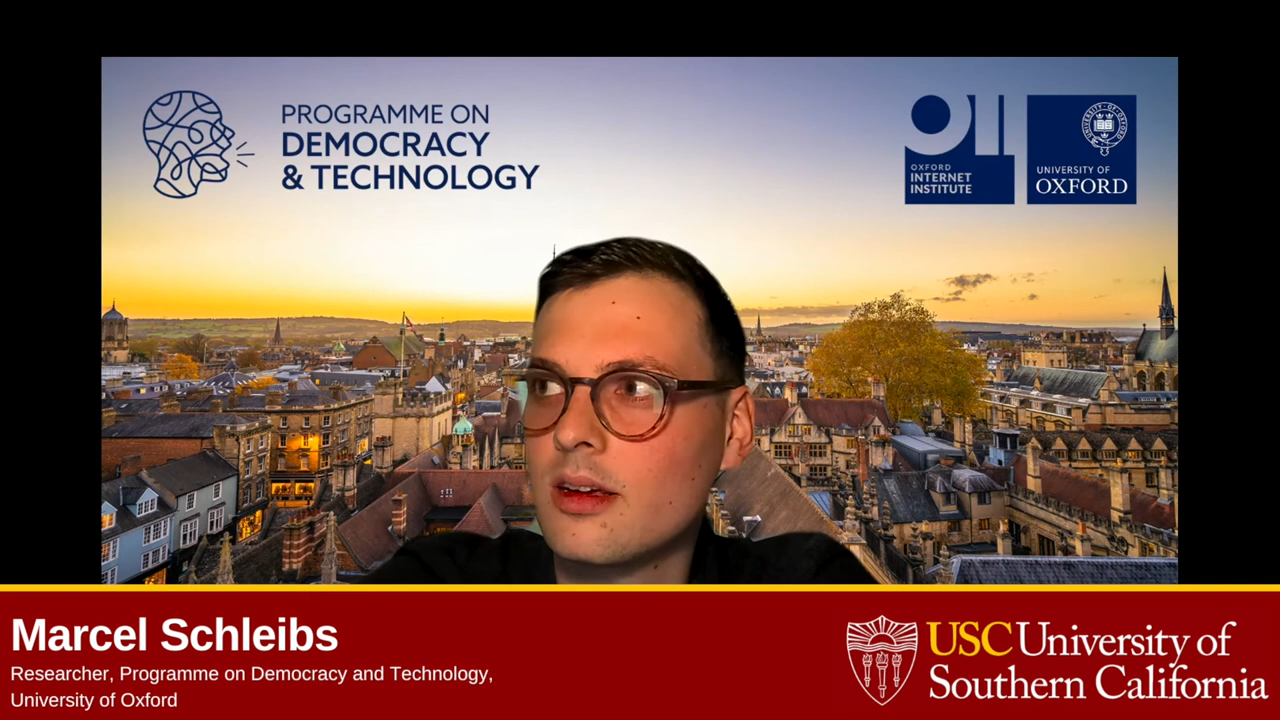 PROGRAMME ON
DEMOCRACY
& TECHNOLOGY
OXFORD
INTERNET
INSTITUTE
UNIVERSITY OF
OXFORD
Marcel Schleibs
Researcher, Programme on Democracy and Technology,
University of Oxford
USC University of
Southern California